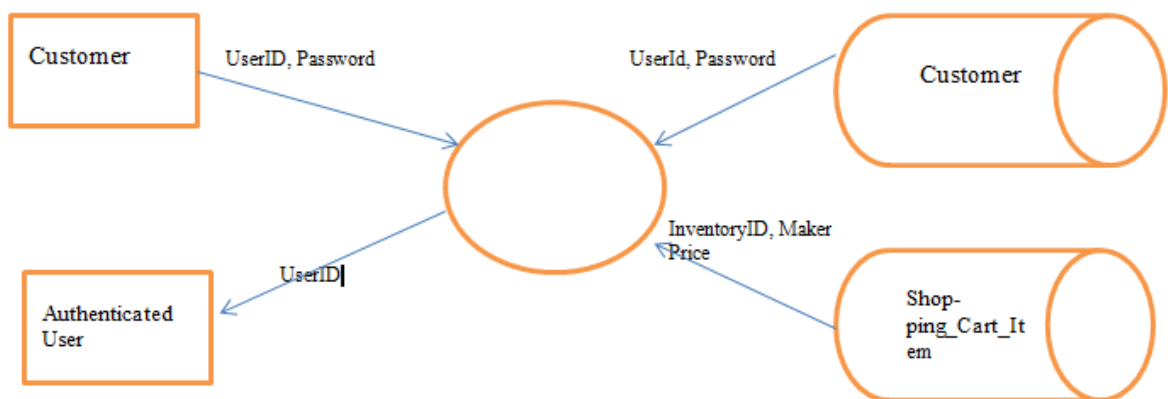 Customer
UserID, Password
UserId, Password
Customer
InventoryID, Maker
Price
UserID
Authenticated
User
Shop-
ping_Cart_It
em